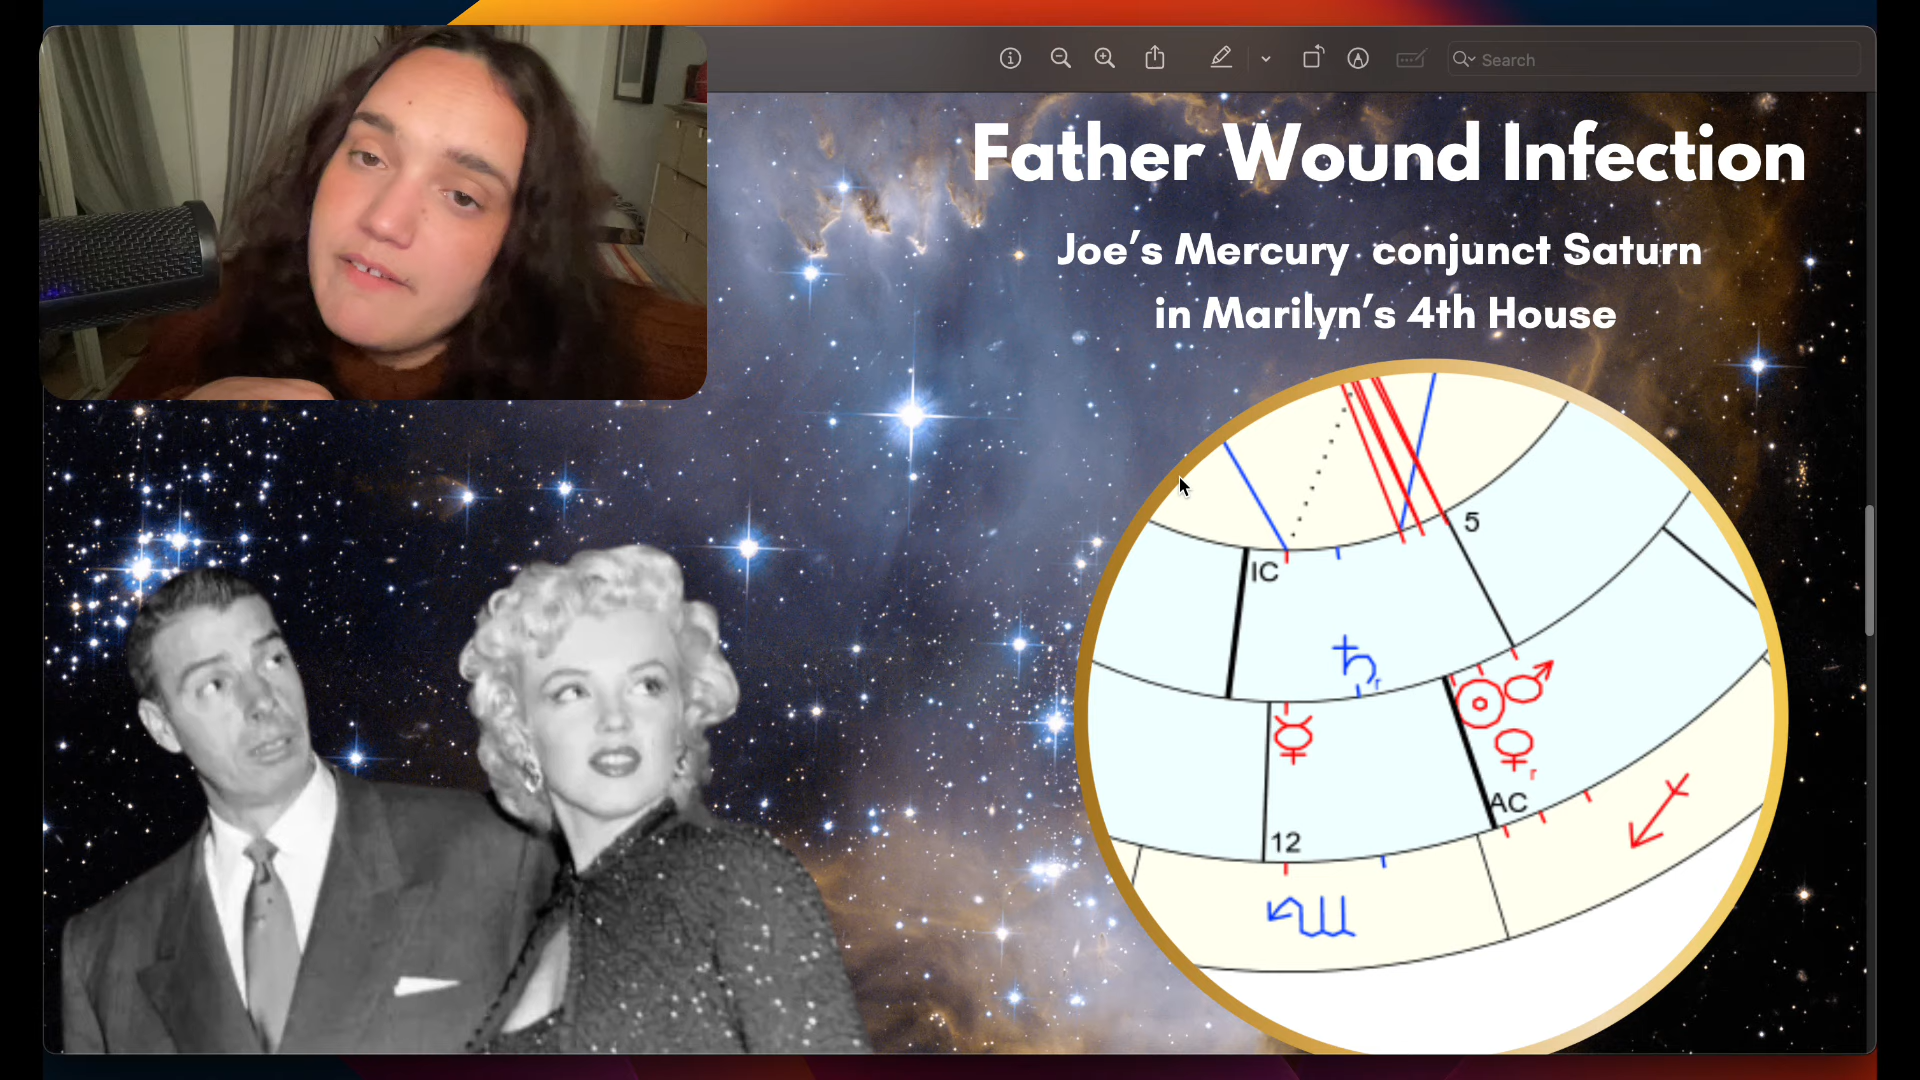 Search
Father Wound Infection
Joe's Mercury conjunct Saturn
in Marilyn's 4th House
5
IC
r
r
AC
12